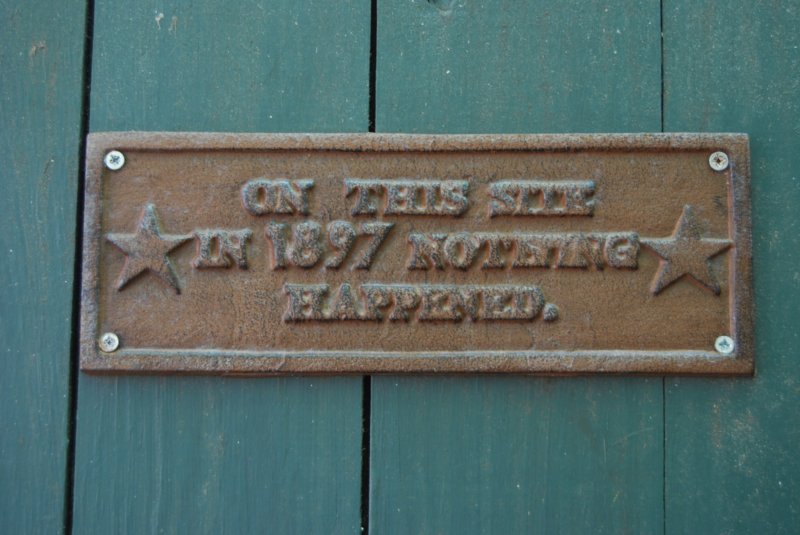 ON THIS SITE
IN 1897 NOTHING
HAPPENED.